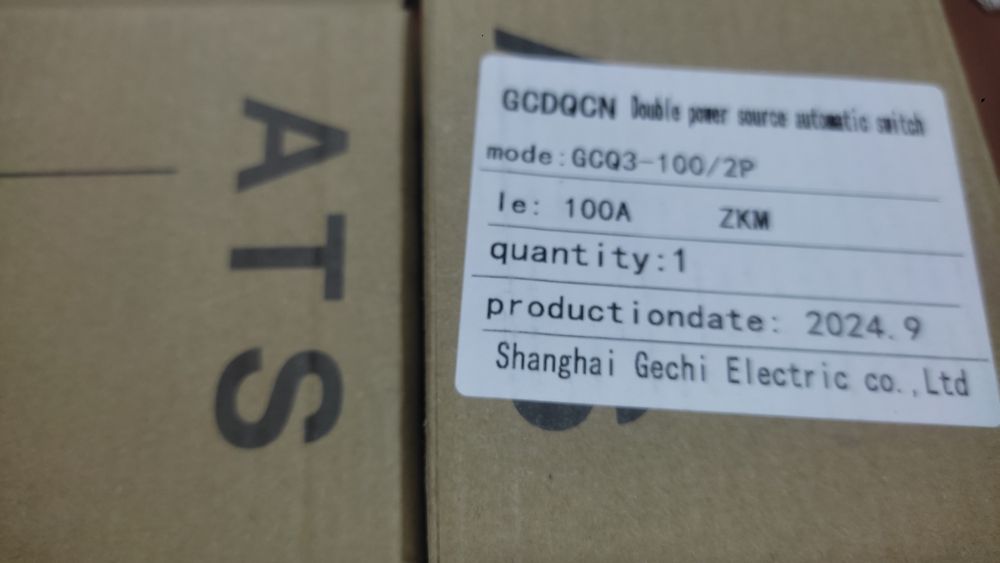 ATS
GCDQCN Double power source automatic switch
mode:GCQ3-100/2P
Ie: 100A ZKM
quantity:1
productiondate: 2024.9
Shanghai Gechi Electric co.,Ltd